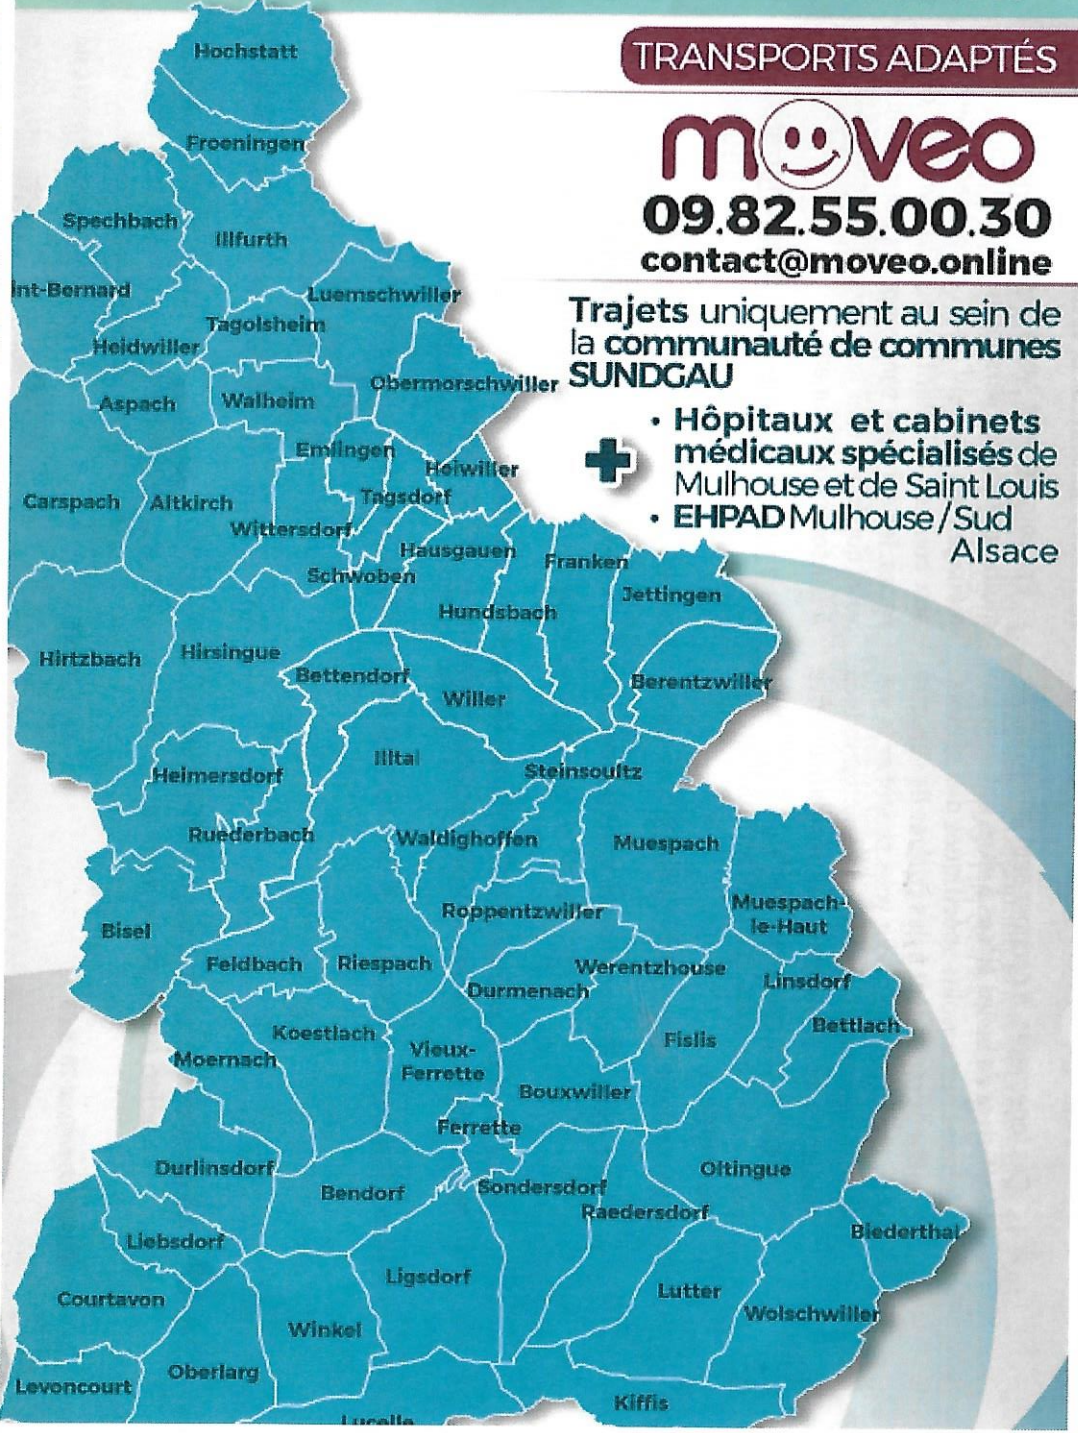 TRANSPORTS ADAPTÉS
moveo
09.82.55.00.30
contact@moveo.online
Trajets uniquement au sein de
la communauté de communes
SUNDGAU
+
• Hôpitaux et cabinets
médicaux spécialisés de
Mulhouse et de Saint Louis
• EHPAD Mulhouse/Sud
Alsace
Hochstatt
Froeningen
Spechbach
Illfurth
int-Bernard
Luemschwiller
Tagolsheim
Heidwiller
Obermorschwiller
Aspach
Walheim
Emlingen
Heiwiller
Carspach
Altkirch
Tagsdorf
Wittersdorf
Hausgauen
Franken
Schwoben
Jettingen
Hundsbach
Hirtzbach
Hirsingue
Bettendorf
Berentzwiller
Willer
Illtal
Steinsoultz
Heimersdorf
Ruederbach
Waldighoffen
Muespach
Muespach-
le-Haut
Roppentzwiller
Bisel
Feldbach
Riespach
Werentzhouse
Linsdorf
Durmenach
Bettlach
Koestlach
Fislis
Moernach
Vieux-
Ferrette
Bouxwiller
Ferrette
Durlinsdorf
Oltingue
Bendorf
Sondersdorf
Raedersdorf
Biederthal
Liebsdorf
Ligsdorf
Lutter
Courtavon
Wolschwiller
Winkel
Oberlarg
Levoncourt
Kiffis
Lucelle